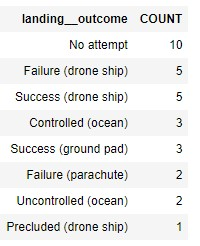 landing__outcome COUNT
No attempt 10
Failure (drone ship) 5
Success (drone ship) 5
Controlled (ocean) 3
Success (ground pad) 3
Failure (parachute) 2
Uncontrolled (ocean) 2
Precluded (drone ship) 1